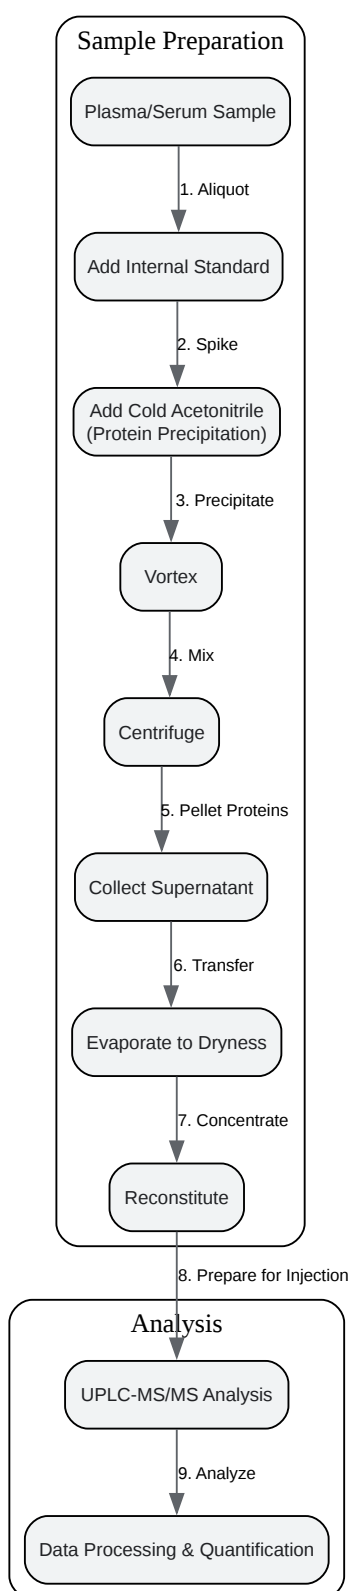 Sample Preparation
Plasma/Serum Sample
1. Aliquot
Add Internal Standard
2. Spike
Add Cold Acetonitrile
(Protein Precipitation)
3. Precipitate
Vortex
4. Mix
Centrifuge
5. Pellet Proteins
Collect Supernatant
6. Transfer
Evaporate to Dryness
7. Concentrate
Reconstitute
8. Prepare for Injection
Analysis
UPLC-MS/MS Analysis
9. Analyze
Data Processing & Quantification